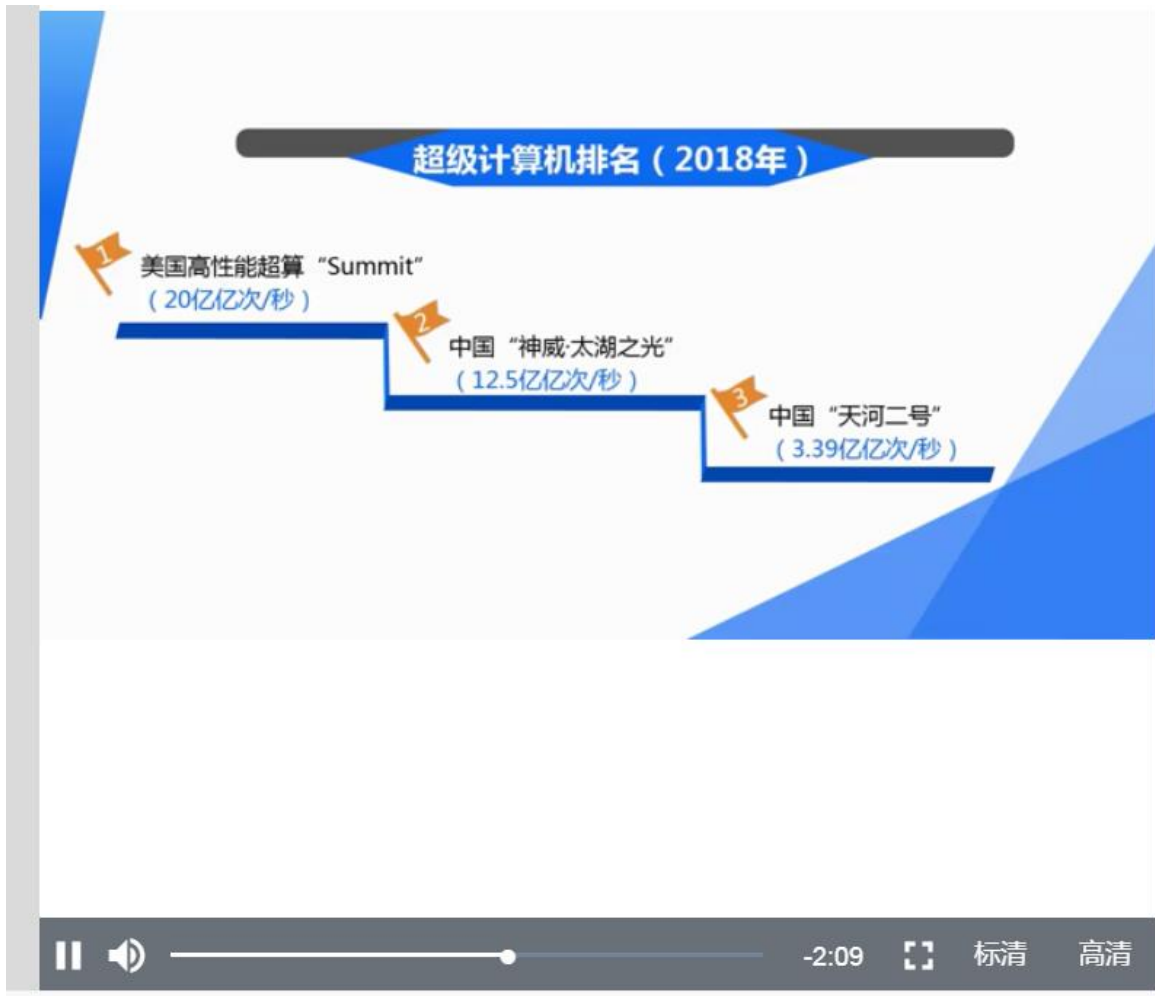 超级计算机排名（2018年）
1
美国高性能超算“Summit”
（20亿亿次/秒）
2
中国“神威·太湖之光”
（12.5亿亿次/秒）
3
中国“天河二号”
（3.39亿亿次/秒）
-2:09 标清 高清